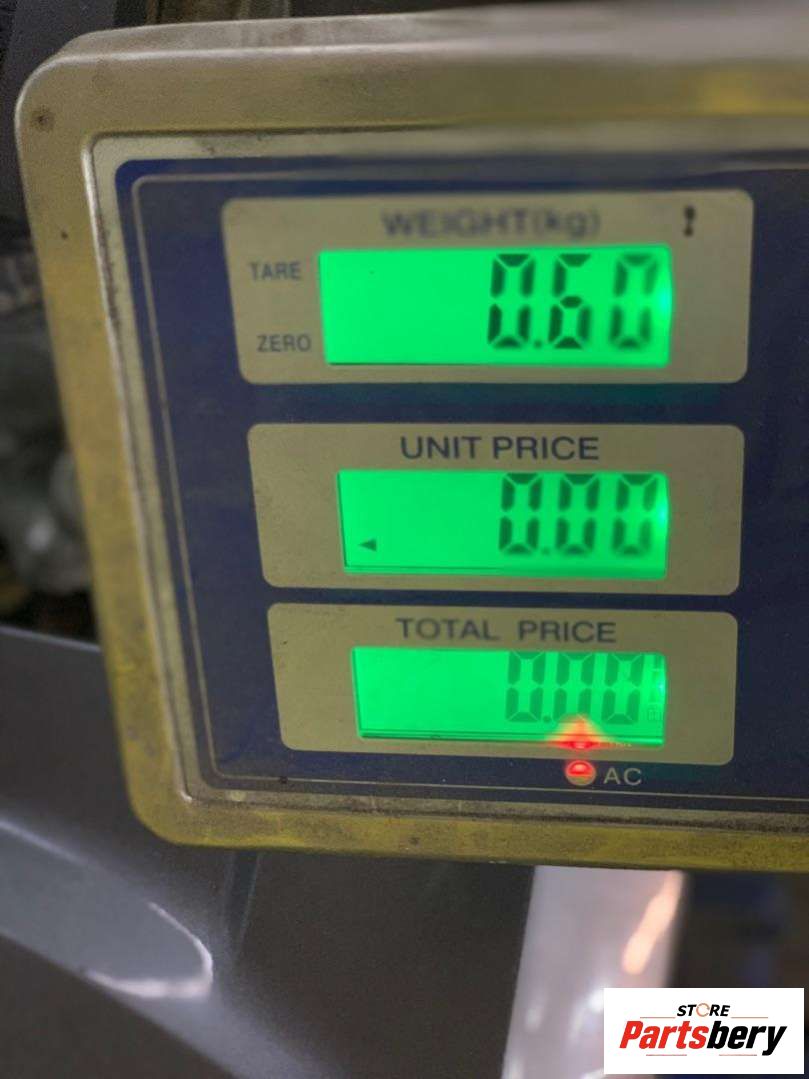 WEIGHT(kg)
TARE
0.60
ZERO
UNIT PRICE
0.00
TOTAL PRICE
0.00
AC
STORE
Partsbery